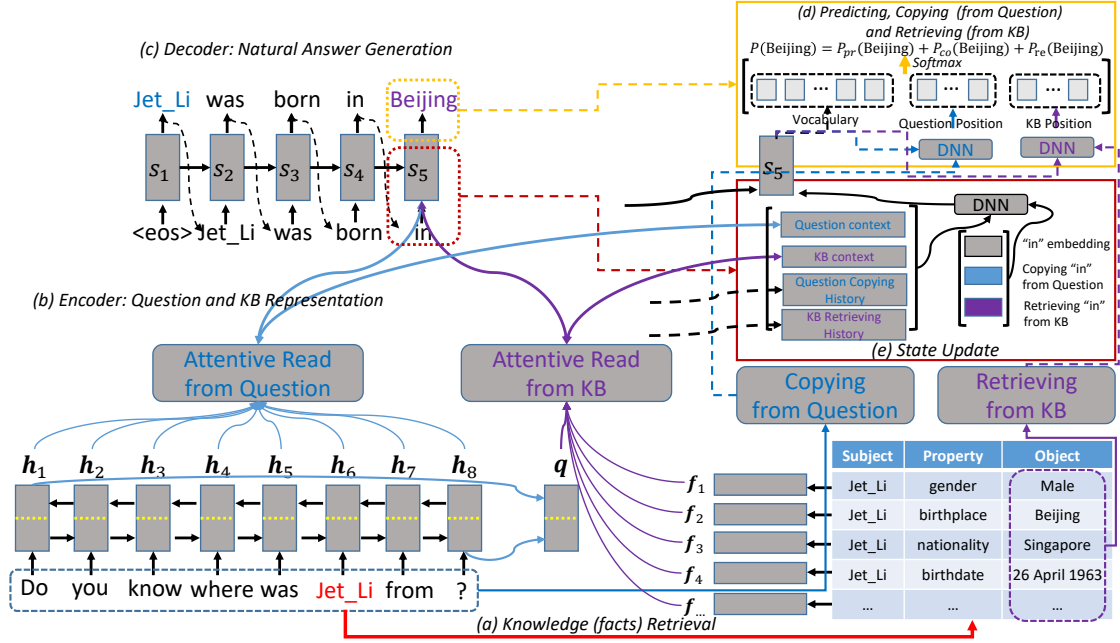 (c) Decoder: Natural Answer Generation
Jet_Li was born in Beijing
s1 s2 s3 s4 s5
<eos> Jet_Li was born in
(d) Predicting, Copying (from Question)
and Retrieving (from KB)
P(Beijing) = Ppr(Beijing) + Pco(Beijing) + Pre(Beijing)
Softmax
... ... ...
Vocabulary Question Position KB Position
DNN DNN
s5
DNN
Question context
KB context
Question Copying
History
KB Retrieving
History
"in" embedding
Copying "in"
from Question
Retrieving "in"
from KB
(e) State Update
(b) Encoder: Question and KB Representation
Attentive Read
from Question
Attentive Read
from KB
Copying
from Question
Retrieving
from KB
h1 h2 h3 h4 h5 h6 h7 h8 q
Do you know where was Jet_Li from ?
f1
f2
f3
f4
f...
Subject Property Object
Jet_Li gender Male
Jet_Li birthplace Beijing
Jet_Li nationality Singapore
Jet_Li birthdate 26 April 1963
... ... ...
(a) Knowledge (facts) Retrieval